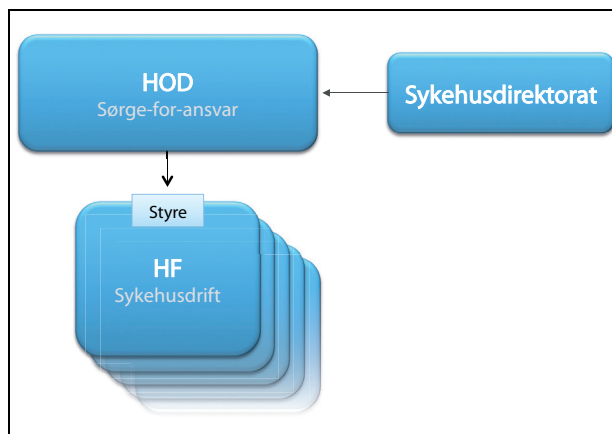 HOD
Sørge-for-ansvar
Sykehusdirektorat
Styre
HF
Sykehusdrift